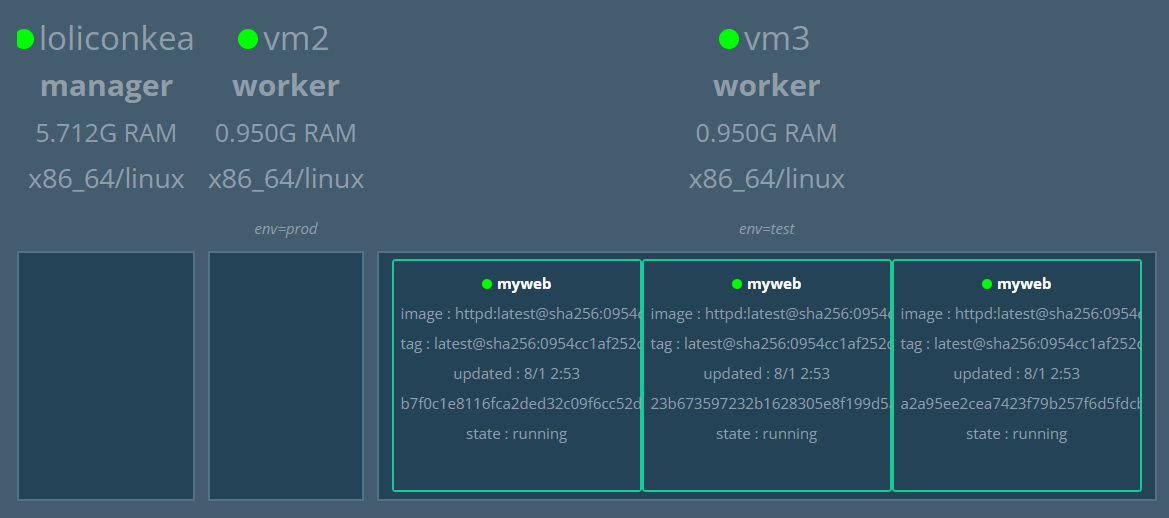 loliconkea
manager
5.712G RAM
x86_64/linux
vm2
worker
0.950G RAM
x86_64/linux
env=prod
vm3
worker
0.950G RAM
x86_64/linux
env=test
myweb
image : httpd:latest@sha256:0954c
tag : latest@sha256:0954cc1af252c
updated : 8/1 2:53
b7f0c1e8116fca2ded32c09f6cc52d
state : running
myweb
image : httpd:latest@sha256:0954c
tag : latest@sha256:0954cc1af252c
updated : 8/1 2:53
23b673597232b1628305e8f199d5a
state : running
myweb
image : httpd:latest@sha256:0954c
tag : latest@sha256:0954cc1af252c
updated : 8/1 2:53
a2a95ee2cea7423f79b257f6d5fdcb
state : running